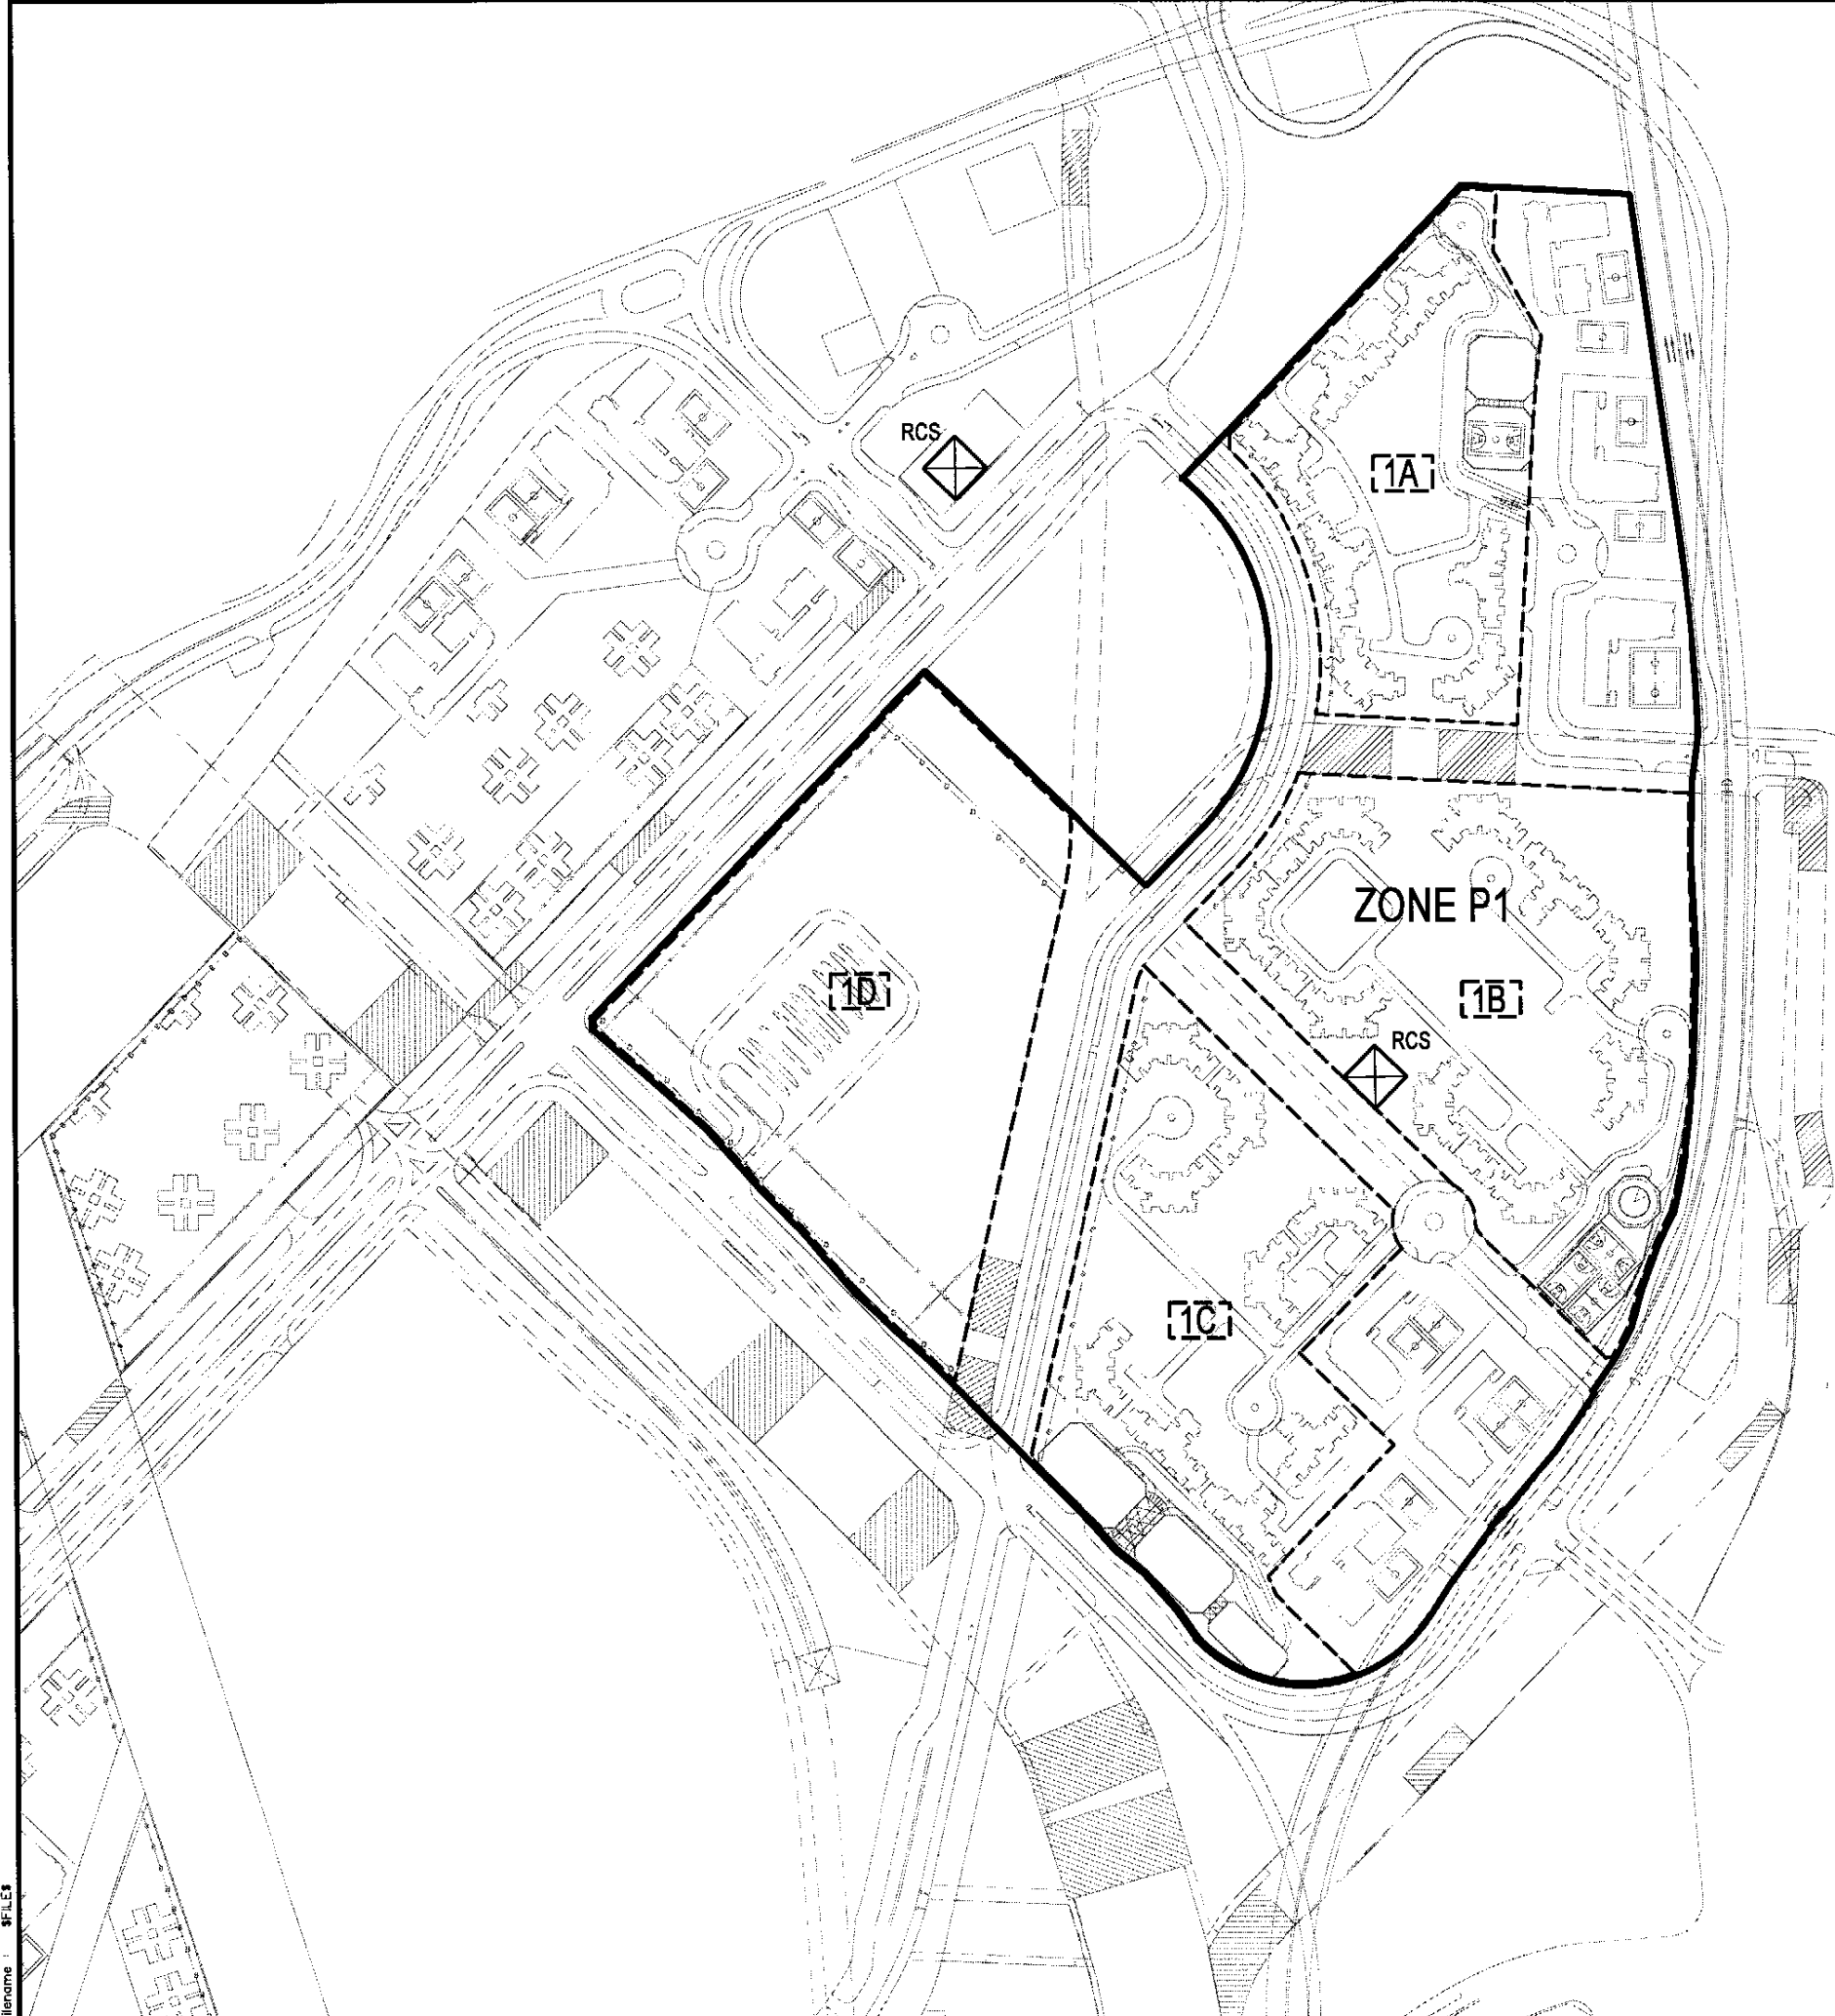 RCS
1A
ZONE P1
1D
1B
RCS
1C
$FILE$
ilename :